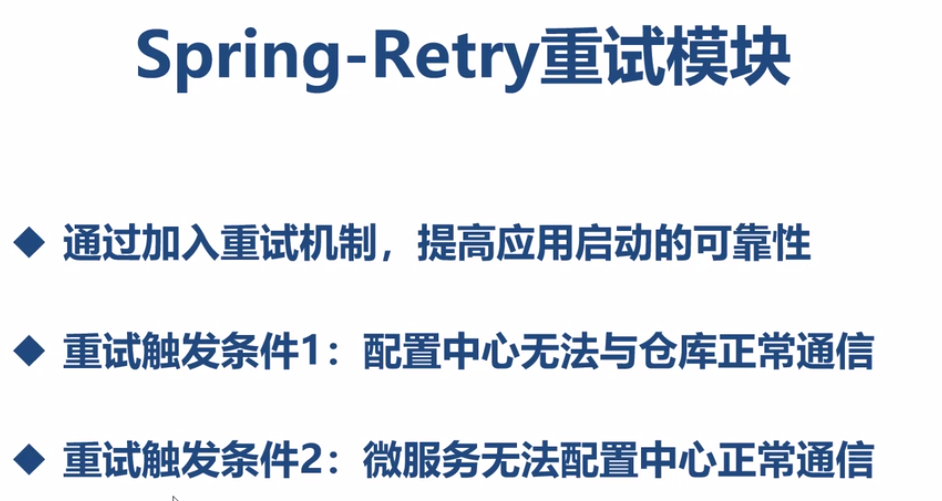 Spring-Retry重试模块
通过加入重试机制，提高应用启动的可靠性
重试触发条件1：配置中心无法与仓库正常通信
重试触发条件2：微服务无法配置中心正常通信